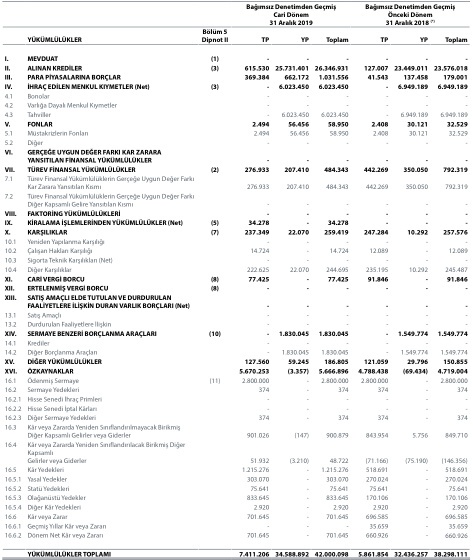 Bağımsız Denetimden Geçmiş Bağımsız Denetimden Geçmiş
Cari Dönem Önceki Dönem
31 Aralık 2019 31 Aralık 2018 (*)
Bölüm 5
YÜKÜMLÜLÜKLER Dipnot II TP YP Toplam TP YP Toplam
I. MEVDUAT (1) - - - - - -
II. ALINAN KREDİLER (3) 615.530 25.731.401 26.346.931 127.007 23.449.011 23.576.018
III. PARA PİYASALARINA BORÇLAR 369.384 662.172 1.031.556 41.543 137.458 179.001
IV. İHRAÇ EDİLEN MENKUL KIYMETLER (Net) (3) - 6.023.450 6.023.450 - 6.949.189 6.949.189
4.1 Bonolar - - - - - -
4.2 Varlığa Dayalı Menkul Kıymetler - - - - - -
4.3 Tahviller - 6.023.450 6.023.450 - 6.949.189 6.949.189
V. FONLAR 2.494 56.456 58.950 2.408 30.121 32.529
5.1 Müstakrizlerin Fonları 2.494 56.456 58.950 2.408 30.121 32.529
5.2 Diğer - - - - - -
VI. GERÇEĞE UYGUN DEĞER FARKI KAR ZARARA
YANSITILAN FİNANSAL YÜKÜMLÜLÜKLER - - - - - -
VII. TÜREV FİNANSAL YÜKÜMLÜLÜKLER (2) 276.933 207.410 484.343 442.269 350.050 792.319
7.1 Türev Finansal Yükümlülüklerin Gerçeğe Uygun Değer Farkı
Kar Zarara Yansıtılan Kısmı 276.933 207.410 484.343 442.269 350.050 792.319
7.2 Türev Finansal Yükümlülüklerin Gerçeğe Uygun Değer Farkı
Diğer Kapsamlı Gelire Yansıtılan Kısmı - - - - - -
VIII. FAKTORİNG YÜKÜMLÜLÜKLERİ - - - - - -
IX. KİRALAMA İŞLEMLERİNDEN YÜKÜMLÜLÜKLER (Net) (5) 34.278 - 34.278 - - -
X. KARŞILIKLAR (7) 237.349 22.070 259.419 247.284 10.292 257.576
10.1 Yeniden Yapılanma Karşılığı - - - - - -
10.2 Çalışan Hakları Karşılığı 14.724 - 14.724 12.089 - 12.089
10.3 Sigorta Teknik Karşılıkları (Net) - - - - - -
10.4 Diğer Karşılıklar 222.625 22.070 244.695 235.195 10.292 245.487
XI. CARİ VERGİ BORCU (8) 77.425 - 77.425 91.846 - 91.846
XII. ERTELENMİŞ VERGİ BORCU (8) - - - - - -
XIII. SATIŞ AMAÇLI ELDE TUTULAN VE DURDURULAN
FAALİYETLERE İLİŞKİN DURAN VARLIK BORÇLARI (Net) - - - - - -
13.1 Satış Amaçlı - - - - - -
13.2 Durdurulan Faaliyetlere İlişkin - - - - - -
XIV. SERMAYE BENZERİ BORÇLANMA ARAÇLARI (10) - 1.830.045 1.830.045 - 1.549.774 1.549.774
14.1 Krediler - - - - - -
14.2 Diğer Borçlanma Araçları - 1.830.045 1.830.045 - 1.549.774 1.549.774
XV. DİĞER YÜKÜMLÜLÜKLER 127.560 59.245 186.805 121.059 29.796 150.855
XVI. ÖZKAYNAKLAR 5.670.253 (3.357) 5.666.896 4.788.438 (69.434) 4.719.004
16.1 Ödenmiş Sermaye (11) 2.800.000 - 2.800.000 2.800.000 - 2.800.000
16.2 Sermaye Yedekleri 374 - 374 374 - 374
16.2.1 Hisse Senedi İhraç Primleri - - - - - -
16.2.2 Hisse Senedi İptal Kârları - - - - - -
16.2.3 Diğer Sermaye Yedekleri 374 - 374 374 - 374
16.3 Kâr veya Zararda Yeniden Sınıflandırılmayacak Birikmiş
Diğer Kapsamlı Gelirler veya Giderler 901.026 (147) 900.879 843.954 5.756 849.710
16.4 Kâr veya Zararda Yeniden Sınıflandırılacak Birikmiş Diğer
Kapsamlı
Gelirler veya Giderler 51.932 (3.210) 48.722 (71.166) (75.190) (146.356)
16.5 Kâr Yedekleri 1.215.276 - 1.215.276 518.691 - 518.691
16.5.1 Yasal Yedekler 303.070 - 303.070 270.024 - 270.024
16.5.2 Statü Yedekleri 75.641 - 75.641 75.641 - 75.641
16.5.3 Olağanüstü Yedekler 833.645 - 833.645 170.106 - 170.106
16.5.4 Diğer Kâr Yedekleri 2.920 - 2.920 2.920 - 2.920
16.6 Kâr veya Zarar 701.645 - 701.645 696.585 - 696.585
16.6.1 Geçmiş Yıllar Kâr veya Zararı - - - 35.659 - 35.659
16.6.2 Dönem Net Kâr veya Zararı 701.645 - 701.645 660.926 - 660.926
YÜKÜMLÜLÜKLER TOPLAMI 7.411.206 34.588.892 42.000.098 5.861.854 32.436.257 38.298.111